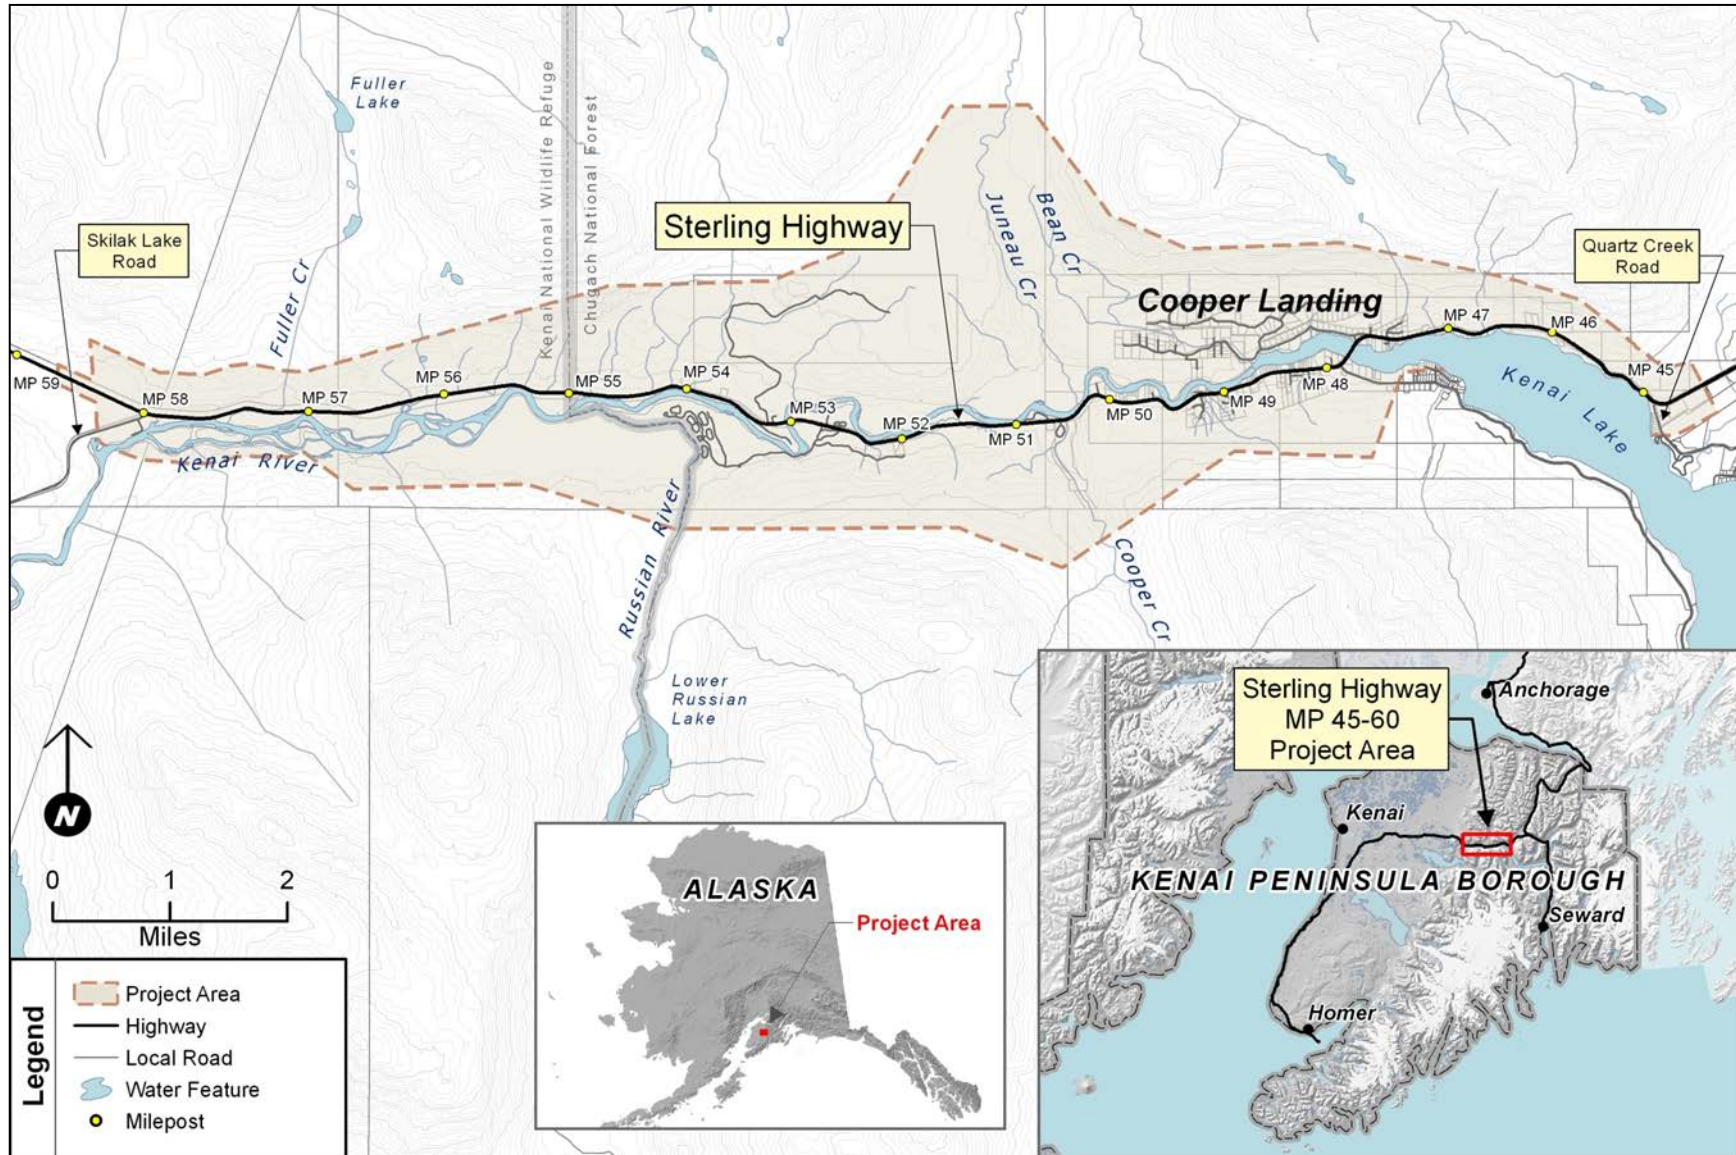 Fuller
Lake
Kenai National Wildlife Refuge
Chugach National Forest
Skilak Lake
Road
Fuller Cr
Sterling Highway
Juneau Cr
Bean Cr
Cooper Landing
Quartz Creek
Road
MP 59
MP 58
MP 57
MP 56
MP 55
MP 54
MP 53
MP 52
MP 51
MP 50
MP 49
MP 48
MP 47
MP 46
MP 45
Kenai Lake
Kenai River
Russian River
Cooper Cr
Lower
Russian
Lake
N
0 1 2
Miles
Legend
Project Area
Highway
Local Road
Water Feature
Milepost
ALASKA
Project Area
Sterling Highway
MP 45-60
Project Area
Anchorage
Kenai
KENAI PENINSULA BOROUGH
Seward
Homer